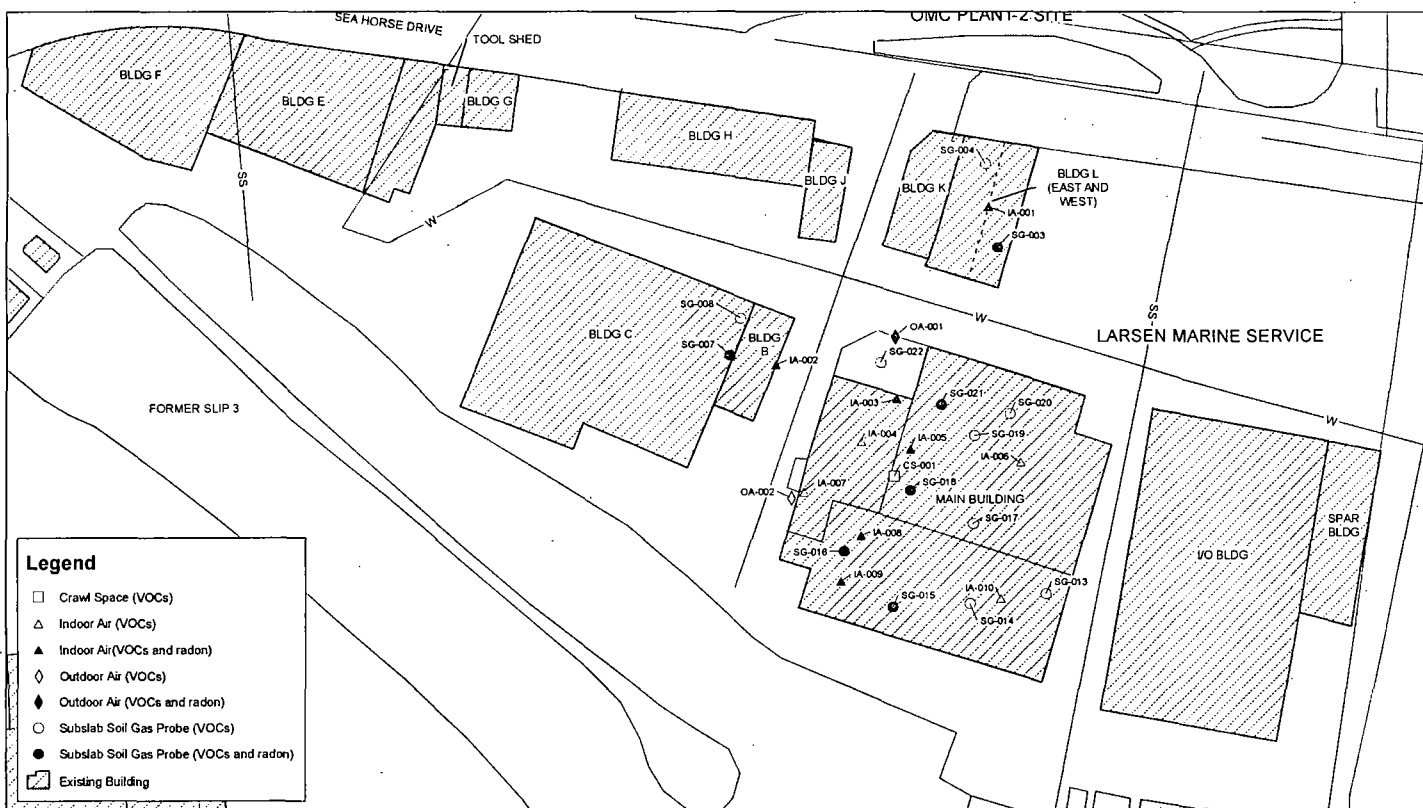 OMC PLANT-2 SITE
SEA HORSE DRIVE
TOOL SHED
BLDG F
BLDG E
BLDG G
BLDG H
BLDG J
BLDG K
SG-004
BLDG L
(EAST AND
WEST)
IA-001
SG-003
SS
W
BLDG C
SG-008
SG-007
BLDG
B
IA-002
W
SS
LARSEN MARINE SERVICE
OA-001
SG-022
FORMER SLIP 3
IA-003
SG-021
SG-020
W
IA-004
IA-005
SG-019
IA-006
CS-001
OA-002
IA-007
SG-018
MAIN BUILDING
SG-017
IA-008
SG-016
IA-009
SG-015
IA-010
SG-013
SG-014
I/O BLDG
SPAR
BLDG
Legend
Crawl Space (VOCs)
Indoor Air (VOCs)
Indoor Air(VOCs and radon)
Outdoor Air (VOCs)
Outdoor Air (VOCs and radon)
Subslab Soil Gas Probe (VOCs)
Subslab Soil Gas Probe (VOCs and radon)
Existing Building